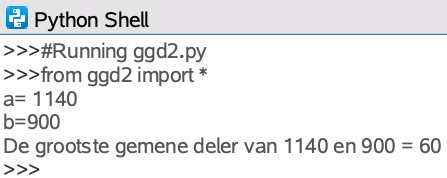 Python Shell
>>>#Running ggd2.py
>>>from ggd2 import *
a= 1140
b=900
De grootste gemene deler van 1140 en 900 = 60
>>>